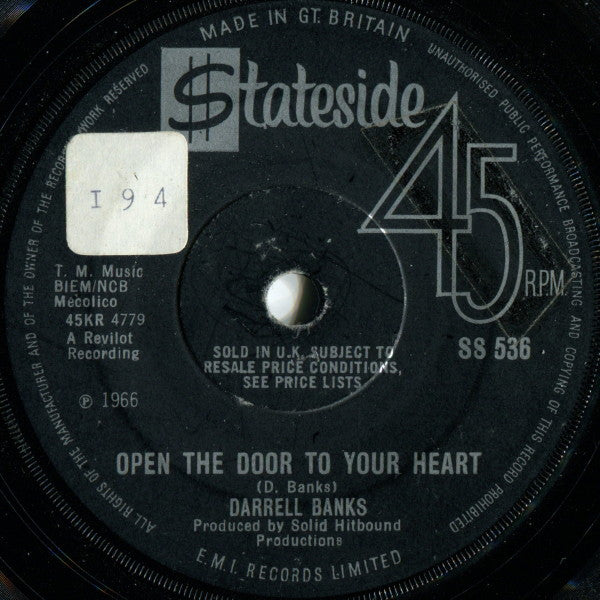 MADE IN GT. BRITAIN
UNAUTHORISED PUBLIC PERFORMANCE BROADCASTING AND COPYING OF THIS RECORD PROHIBITED
ALL RIGHTS OF THE MANUFACTURER AND OF THE OWNER OF THE RECORDED WORK RESERVED
$tateside
45
RPM
I 9 4
T. M. Music
BIEM/NCB
Mecolico
45KR 4779
A Revilot
Recording
℗ 1966
SS 536
SOLD IN U.K. SUBJECT TO
RESALE PRICE CONDITIONS,
SEE PRICE LISTS
OPEN THE DOOR TO YOUR HEART
(D. Banks)
DARRELL BANKS
Produced by Solid Hitbound
Productions
E.M.I. RECORDS LIMITED